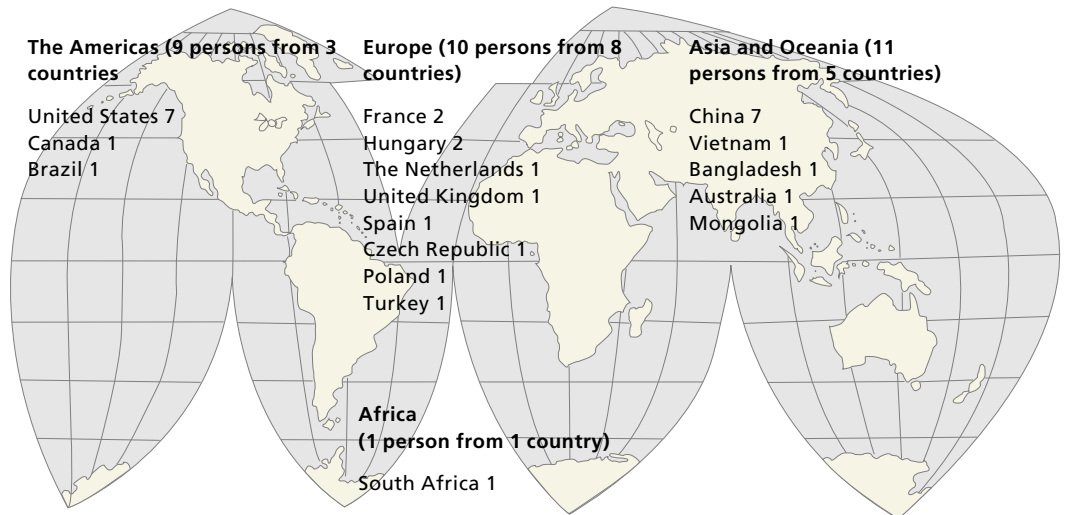 The Americas (9 persons from 3
countries
United States 7
Canada 1
Brazil 1
Europe (10 persons from 8
countries)
France 2
Hungary 2
The Netherlands 1
United Kingdom 1
Spain 1
Czech Republic 1
Poland 1
Turkey 1
Asia and Oceania (11
persons from 5 countries)
China 7
Vietnam 1
Bangladesh 1
Australia 1
Mongolia 1
Africa
(1 person from 1 country)
South Africa 1